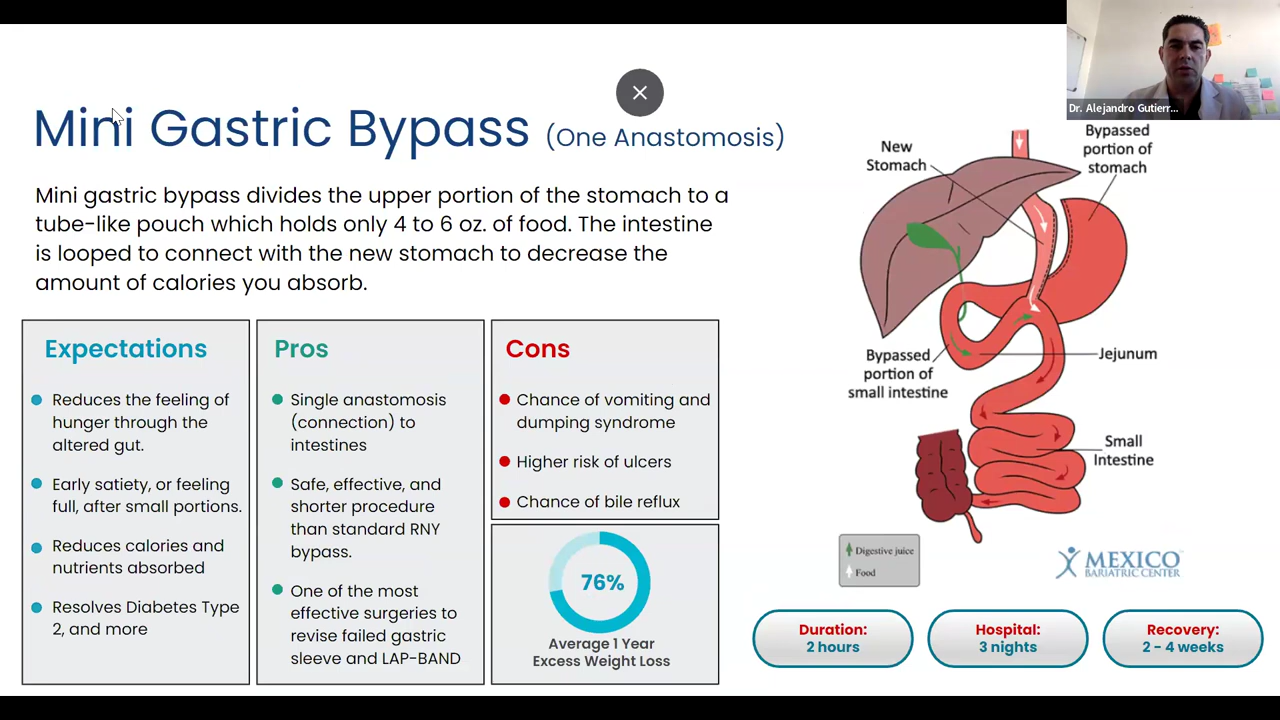 Dr. Alejandro Gutierr...
Mini Gastric Bypass (One Anastomosis)
Mini gastric bypass divides the upper portion of the stomach to a
tube-like pouch which holds only 4 to 6 oz. of food. The intestine
is looped to connect with the new stomach to decrease the
amount of calories you absorb.
Expectations
Reduces the feeling of
hunger through the
altered gut.
Early satiety, or feeling
full, after small portions.
Reduces calories and
nutrients absorbed
Resolves Diabetes Type
2, and more
Pros
Single anastomosis
(connection) to
intestines
Safe, effective, and
shorter procedure
than standard RNY
bypass.
One of the most
effective surgeries to
revise failed gastric
sleeve and LAP-BAND
Cons
Chance of vomiting and
dumping syndrome
Higher risk of ulcers
Chance of bile reflux
76%
Average 1 Year
Excess Weight Loss
New
Stomach
Bypassed
portion of
stomach
Bypassed
portion of
small intestine
Jejunum
Small
Intestine
Digestive juice
Food
MEXICO
BARIATRIC CENTER
Duration:
2 hours
Hospital:
3 nights
Recovery:
2 - 4 weeks